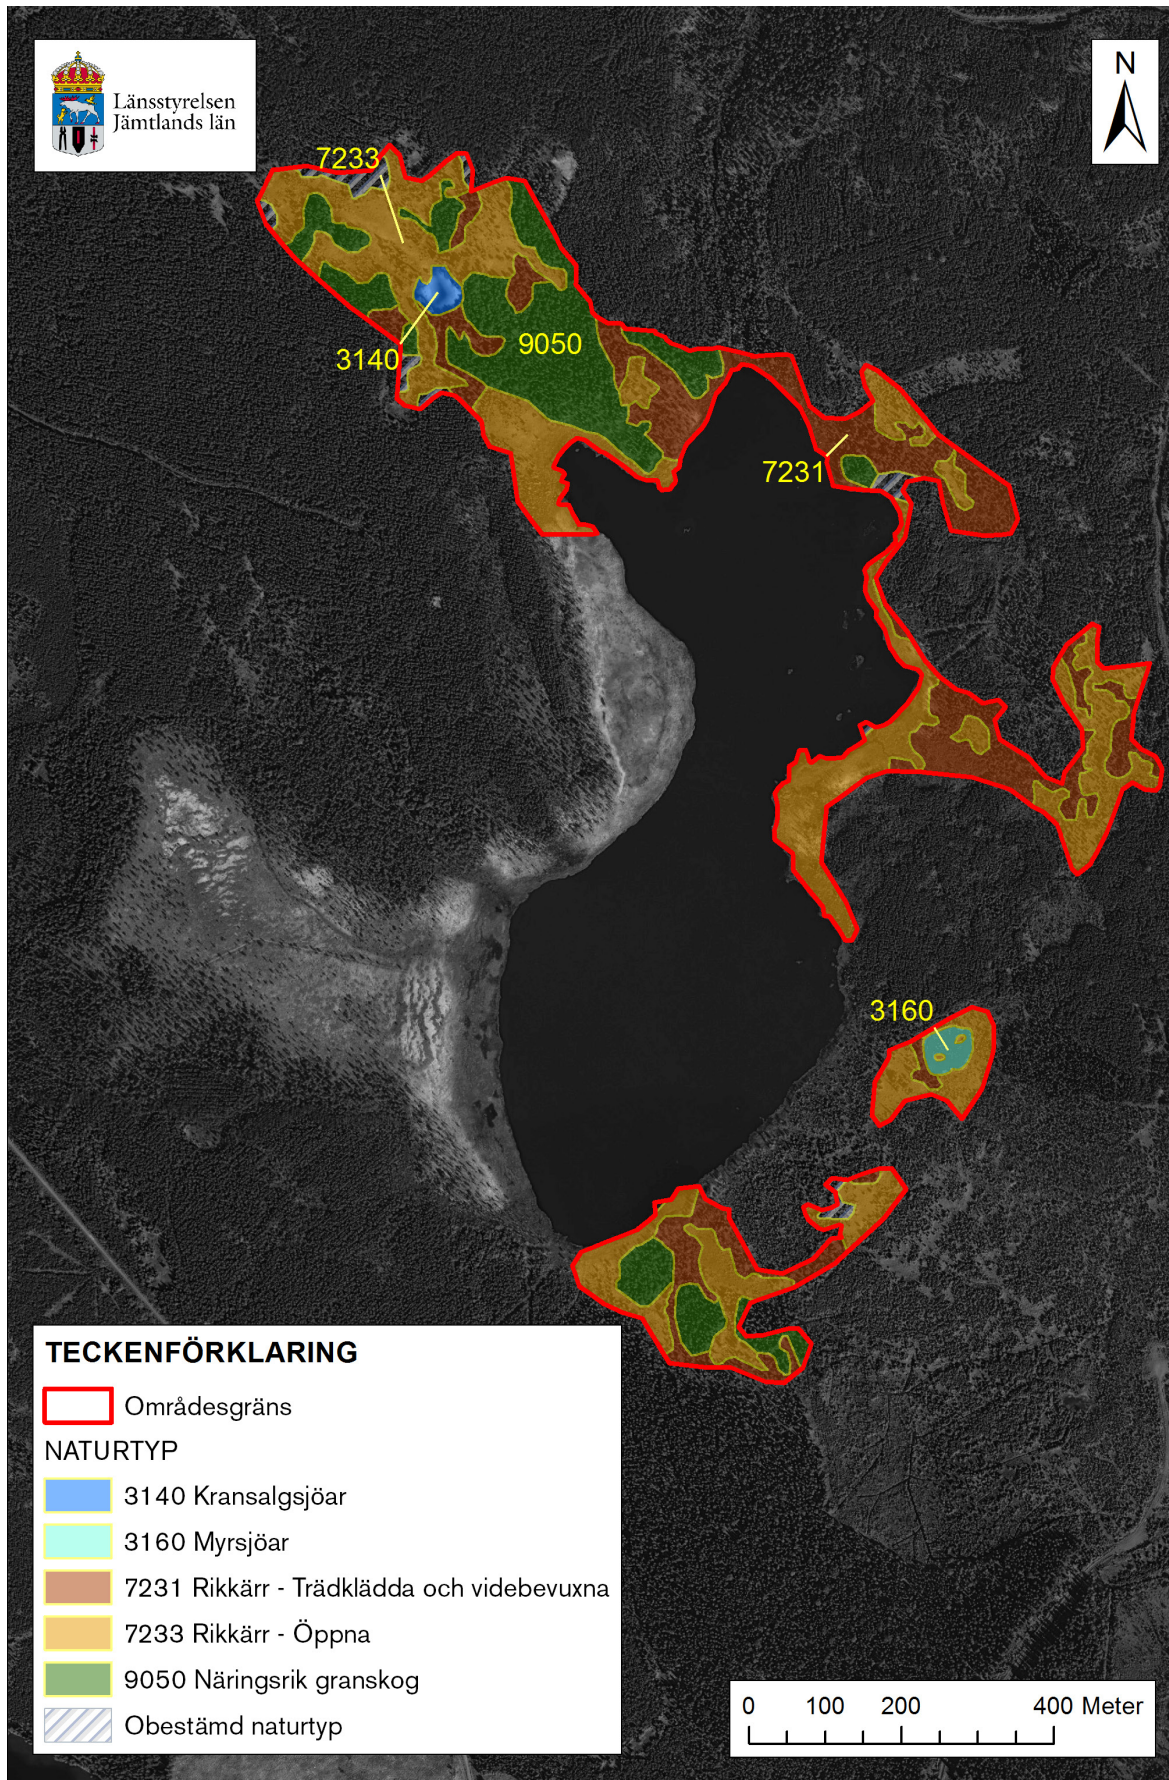 Länsstyrelsen
Jämtlands län
N
7233
3140
9050
7231
3160
TECKENFÖRKLARING
Områdesgräns
NATURTYP
3140 Kransalgsjöar
3160 Myrsjöar
7231 Rikkärr - Trädklädda och videbevuxna
7233 Rikkärr - Öppna
9050 Näringsrik granskog
Obestämd naturtyp
0 100 200 400 Meter